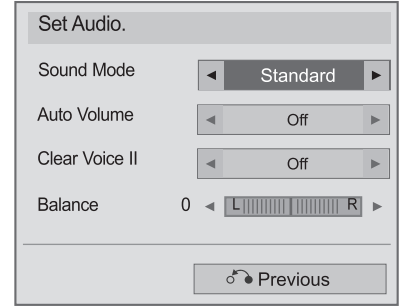 Set Audio.
Sound Mode ◄ Standard ►
Auto Volume ◄ Off ►
Clear Voice II ◄ Off ►
Balance 0 ◄ L R ►
Previous